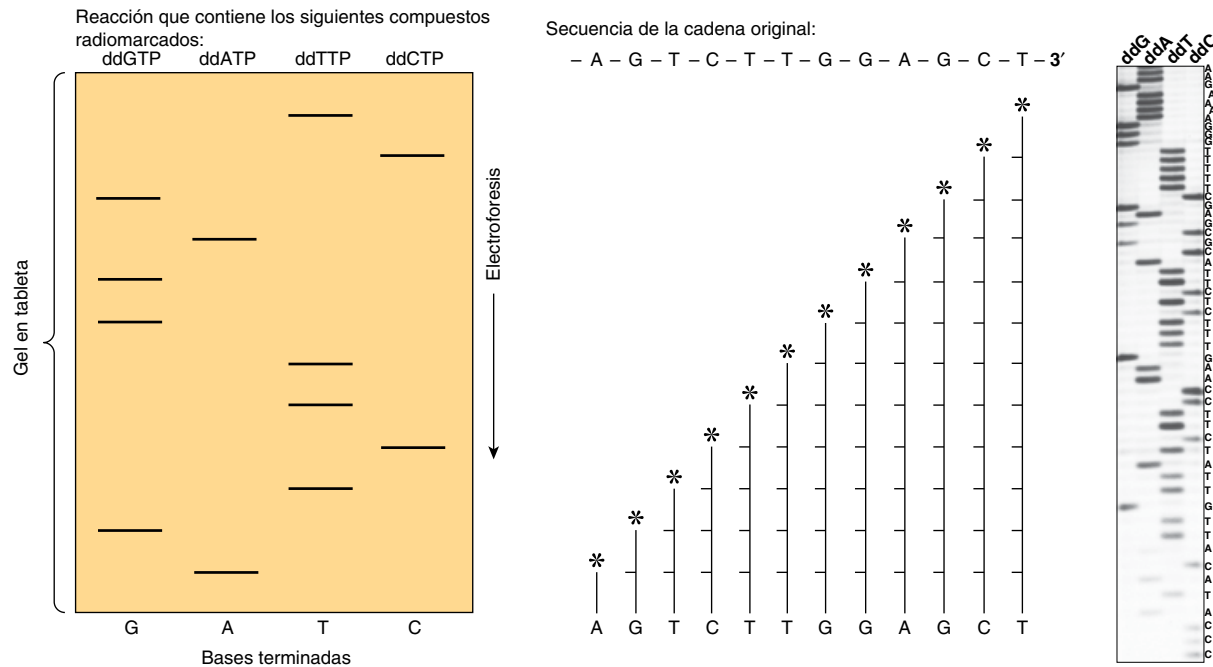 Reacción que contiene los siguientes compuestos
radiomarcados:
ddGTP ddATP ddTTP ddCTP
Gel en tableta
Electroforesis
G A T C
Bases terminadas
Secuencia de la cadena original:
– A – G – T – C – T – T – G – G – A – G – C – T – 3′
* * * * * * * * * * * *
A G T C T T G G A G C T
ddG ddA ddT ddC
A
A
G
A
A
A
A
G
G
G
T
T
T
T
T
C
G
A
G
C
G
C
A
T
T
C
T
C
T
T
T
G
A
A
C
C
T
T
C
T
A
T
T
G
T
T
A
C
A
T
A
C
C
C